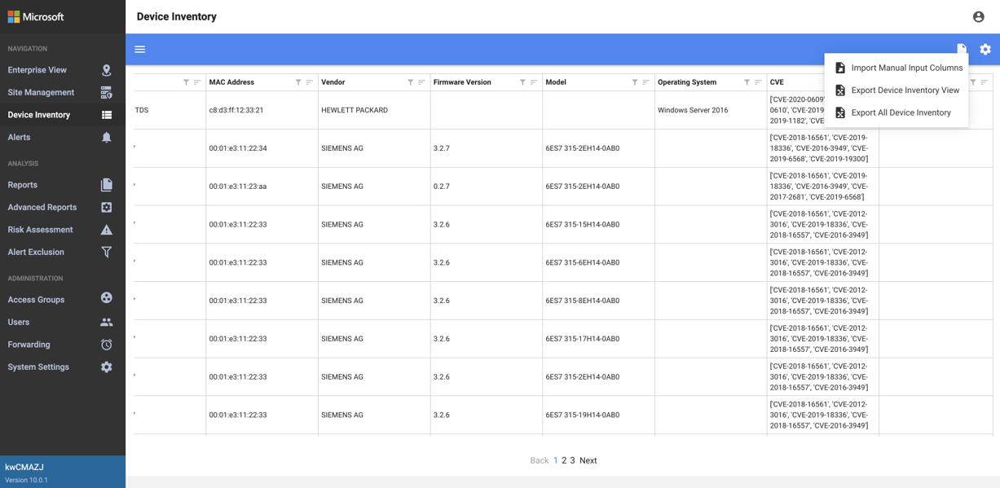 Microsoft
Device Inventory
NAVIGATION
Enterprise View
Site Management
Device Inventory
Alerts
ANALYSIS
Reports
Advanced Reports
Risk Assessment
Alert Exclusion
ADMINISTRATION
Access Groups
Users
Forwarding
System Settings
kwCMAZJ
Version 10.0.1
Import Manual Input Columns
Export Device Inventory View
Export All Device Inventory
MAC Address Vendor Firmware Version Model Operating System CVE
TDS c8:d3:ff:12:33:21 HEWLETT PACKARD Windows Server 2016
['CVE-2020-0609'
0610', 'CVE-2019
2019-1182', 'CVE
00:01:e3:11:22:34 SIEMENS AG 3.2.7 6ES7 315-2EH14-0AB0
['CVE-2018-16561', 'CVE-2019-
18336', 'CVE-2016-3949', 'CVE-
2019-6568', 'CVE-2019-19300']
00:01:e3:11:23:aa SIEMENS AG 0.2.7 6ES7 315-2EH14-0AB0
['CVE-2018-16561', 'CVE-2019-
18336', 'CVE-2016-3949', 'CVE-
2017-2681', 'CVE-2019-6568']
00:01:e3:11:22:33 SIEMENS AG 3.2.6 6ES7 315-15H14-0AB0
['CVE-2018-16561', 'CVE-2012-
3016', 'CVE-2019-18336', 'CVE-
2018-16557', 'CVE-2016-3949']
00:01:e3:11:22:33 SIEMENS AG 3.2.6 6ES7 315-6EH14-0AB0
['CVE-2018-16561', 'CVE-2012-
3016', 'CVE-2019-18336', 'CVE-
2018-16557', 'CVE-2016-3949']
00:01:e3:11:22:33 SIEMENS AG 3.2.6 6ES7 315-8EH14-0AB0
['CVE-2018-16561', 'CVE-2012-
3016', 'CVE-2019-18336', 'CVE-
2018-16557', 'CVE-2016-3949']
00:01:e3:11:22:33 SIEMENS AG 3.2.6 6ES7 315-17H14-0AB0
['CVE-2018-16561', 'CVE-2012-
3016', 'CVE-2019-18336', 'CVE-
2018-16557', 'CVE-2016-3949']
00:01:e3:11:22:33 SIEMENS AG 3.2.6 6ES7 315-2EH14-0AB0
['CVE-2018-16561', 'CVE-2012-
3016', 'CVE-2019-18336', 'CVE-
2018-16557', 'CVE-2016-3949']
00:01:e3:11:22:33 SIEMENS AG 3.2.6 6ES7 315-19H14-0AB0
['CVE-2018-16561', 'CVE-2012-
3016', 'CVE-2019-18336', 'CVE-
2018-16557', 'CVE-2016-3949']
Back 1 2 3 Next